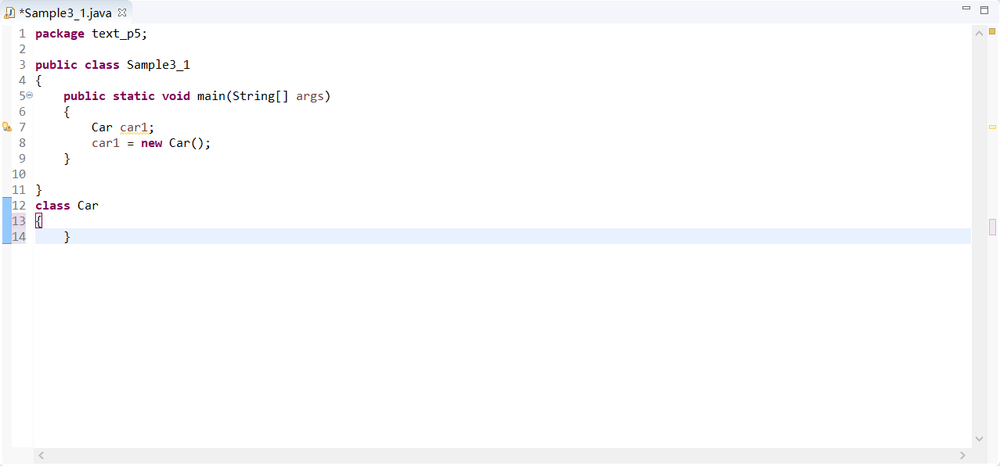 *Sample3_1.java
1 package text_p5;
2
3 public class Sample3_1
4 {
5 public static void main(String[] args)
6 {
7 Car car1;
8 car1 = new Car();
9 }
10
11 }
12 class Car
13 {
14 }